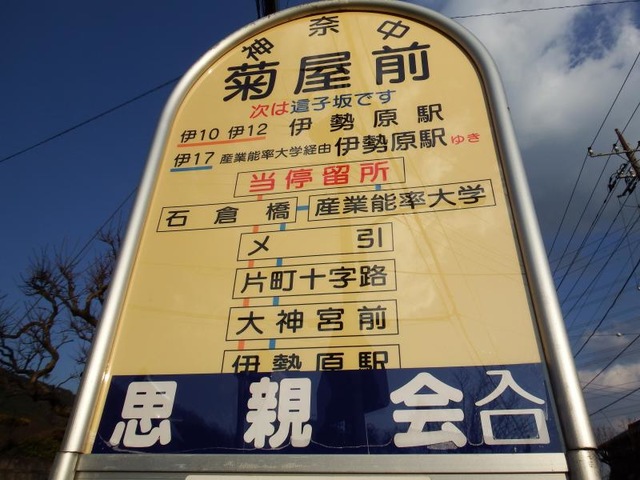 神奈中
菊屋前
次は這子坂です
伊10 伊12 伊勢原駅
伊17 産業能率大学経由 伊勢原駅 ゆき
当停留所
石倉橋 産業能率大学
〆引
片町十字路
大神宮前
伊勢原駅
思親会